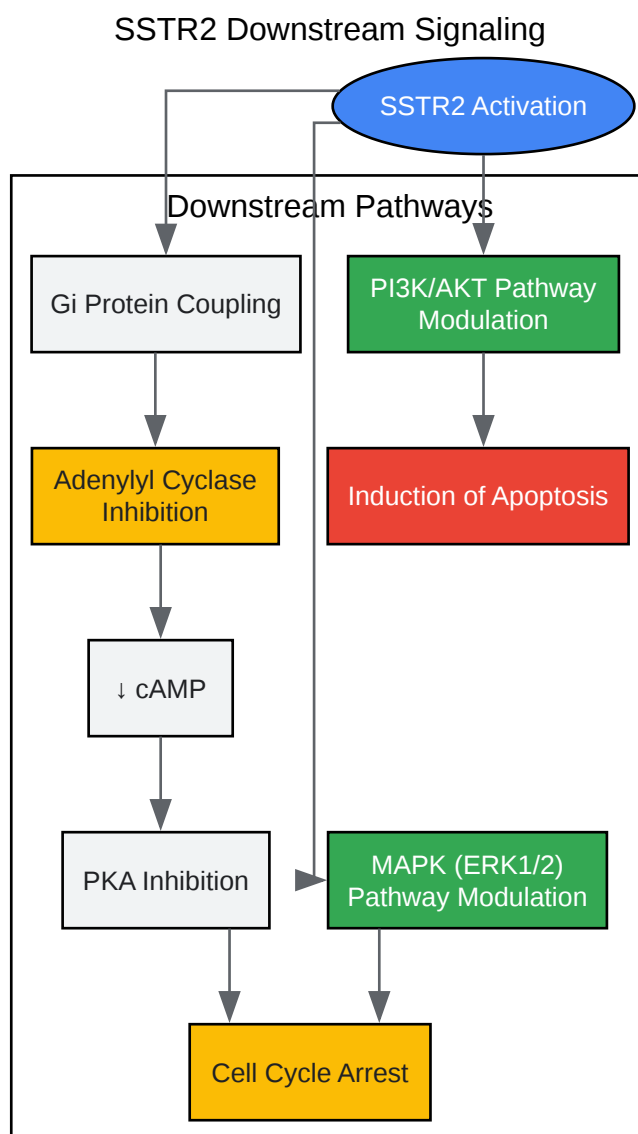 SSTR2 Downstream Signaling
SSTR2 Activation
Downstream Pathways
Gi Protein Coupling
PI3K/AKT Pathway
Modulation
Adenylyl Cyclase
Inhibition
Induction of Apoptosis
↓ cAMP
PKA Inhibition
MAPK (ERK1/2)
Pathway Modulation
Cell Cycle Arrest